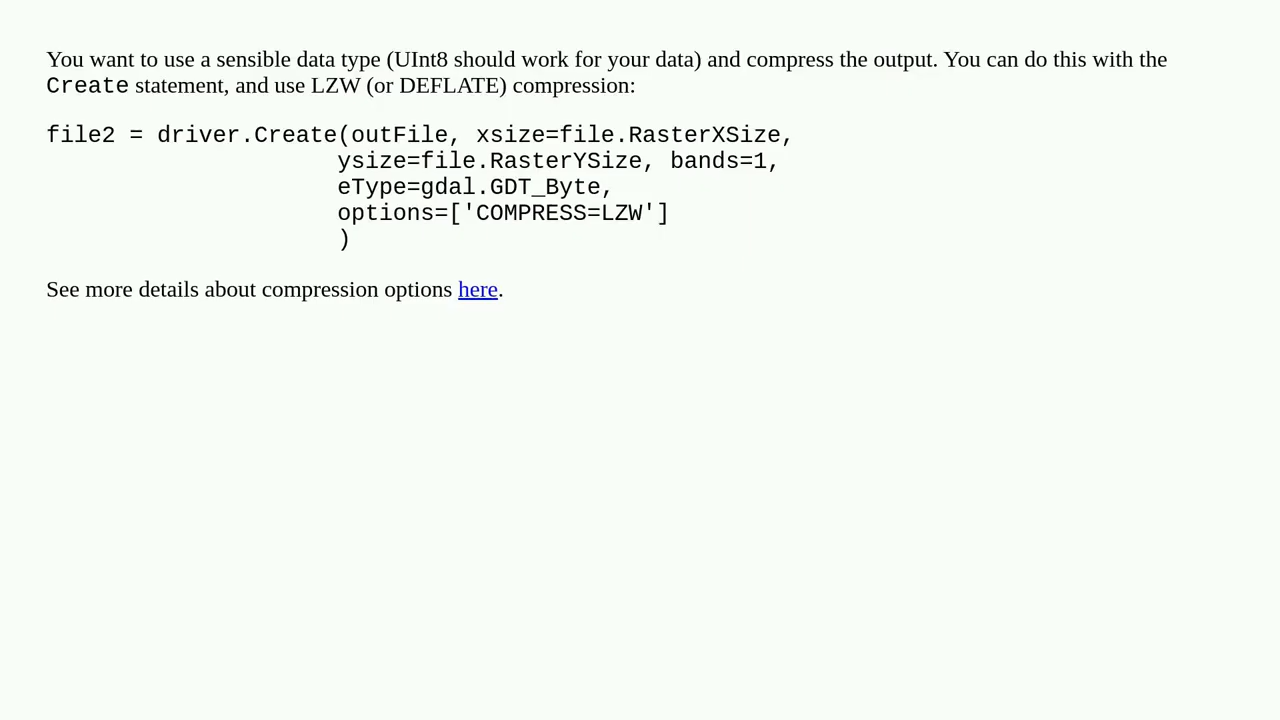 You want to use a sensible data type (UInt8 should work for your data) and compress the output. You can do this with the
Create statement, and use LZW (or DEFLATE) compression:
file2 = driver.Create(outFile, xsize=file.RasterXSize,
                     ysize=file.RasterYSize, bands=1,
                     eType=gdal.GDT_Byte,
                     options=['COMPRESS=LZW']
                     )
See more details about compression options here.